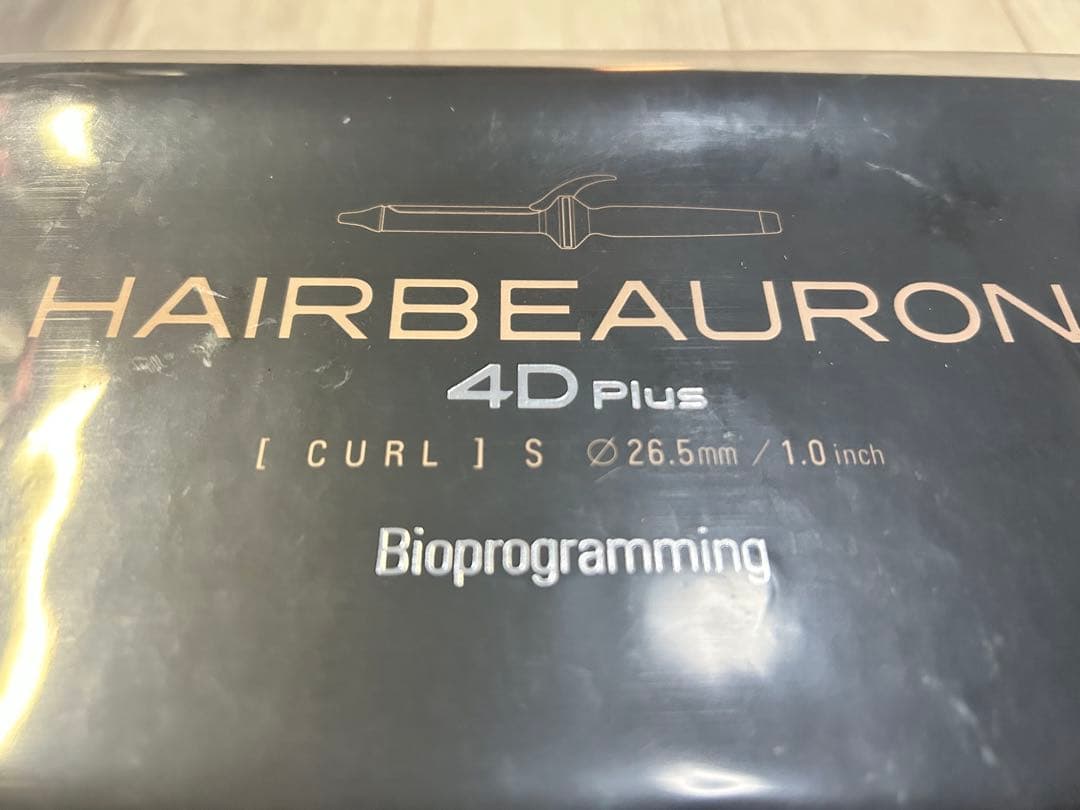 HAIRBEAURON
4D Plus
[ CURL ] S ∅26.5mm / 1.0 inch
Bioprogramming